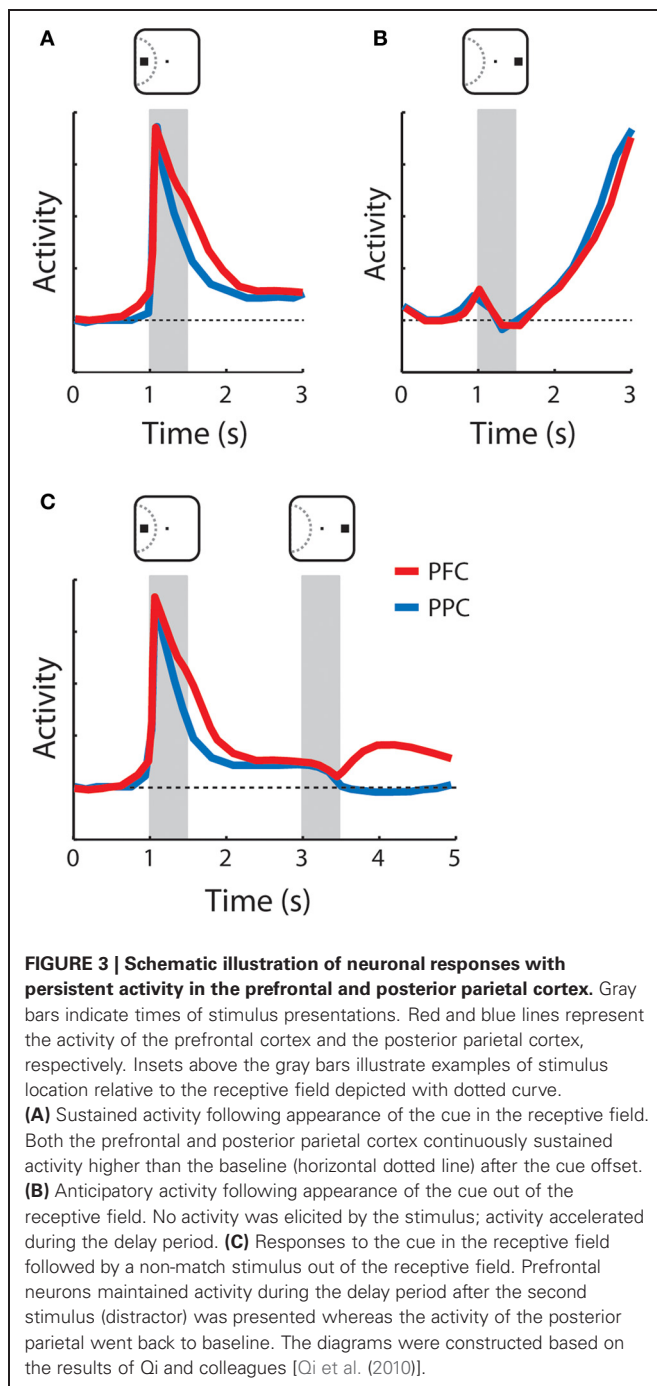 A
B
Activity
Activity
0 1 2 3
0 1 2 3
Time (s)
Time (s)
C
PFC
PPC
Activity
0 1 2 3 4 5
Time (s)
FIGURE 3 | Schematic illustration of neuronal responses with
persistent activity in the prefrontal and posterior parietal cortex. Gray
bars indicate times of stimulus presentations. Red and blue lines represent
the activity of the prefrontal cortex and the posterior parietal cortex,
respectively. Insets above the gray bars illustrate examples of stimulus
location relative to the receptive field depicted with dotted curve.
(A) Sustained activity following appearance of the cue in the receptive field.
Both the prefrontal and posterior parietal cortex continuously sustained
activity higher than the baseline (horizontal dotted line) after the cue offset.
(B) Anticipatory activity following appearance of the cue out of the
receptive field. No activity was elicited by the stimulus; activity accelerated
during the delay period. (C) Responses to the cue in the receptive field
followed by a non-match stimulus out of the receptive field. Prefrontal
neurons maintained activity during the delay period after the second
stimulus (distractor) was presented whereas the activity of the posterior
parietal went back to baseline. The diagrams were constructed based on
the results of Qi and colleagues [Qi et al. (2010)].